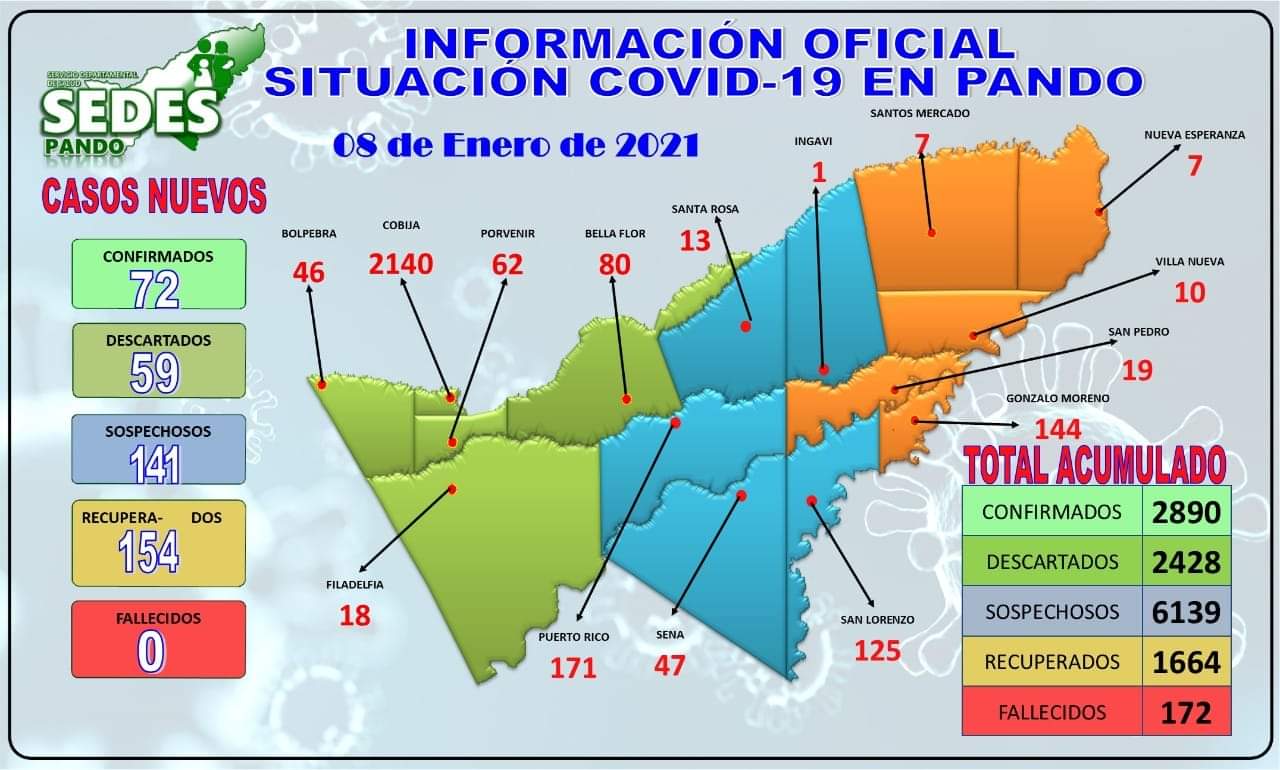 SERVICIO DEPARTAMENTAL
DE SALUD
SEDES
PANDO
INFORMACIÓN OFICIAL
SITUACIÓN COVID-19 EN PANDO
08 de Enero de 2021
CASOS NUEVOS
CONFIRMADOS
72
DESCARTADOS
59
SOSPECHOSOS
141
RECUPERA- DOS
154
FALLECIDOS
0
BOLPEBRA
46
COBIJA
2140
PORVENIR
62
BELLA FLOR
80
SANTA ROSA
13
INGAVI
1
SANTOS MERCADO
7
NUEVA ESPERANZA
7
VILLA NUEVA
10
SAN PEDRO
19
GONZALO MORENO
144
FILADELFIA
18
PUERTO RICO
171
SENA
47
SAN LORENZO
125
TOTAL ACUMULADO
CONFIRMADOS 2890
DESCARTADOS 2428
SOSPECHOSOS 6139
RECUPERADOS 1664
FALLECIDOS 172